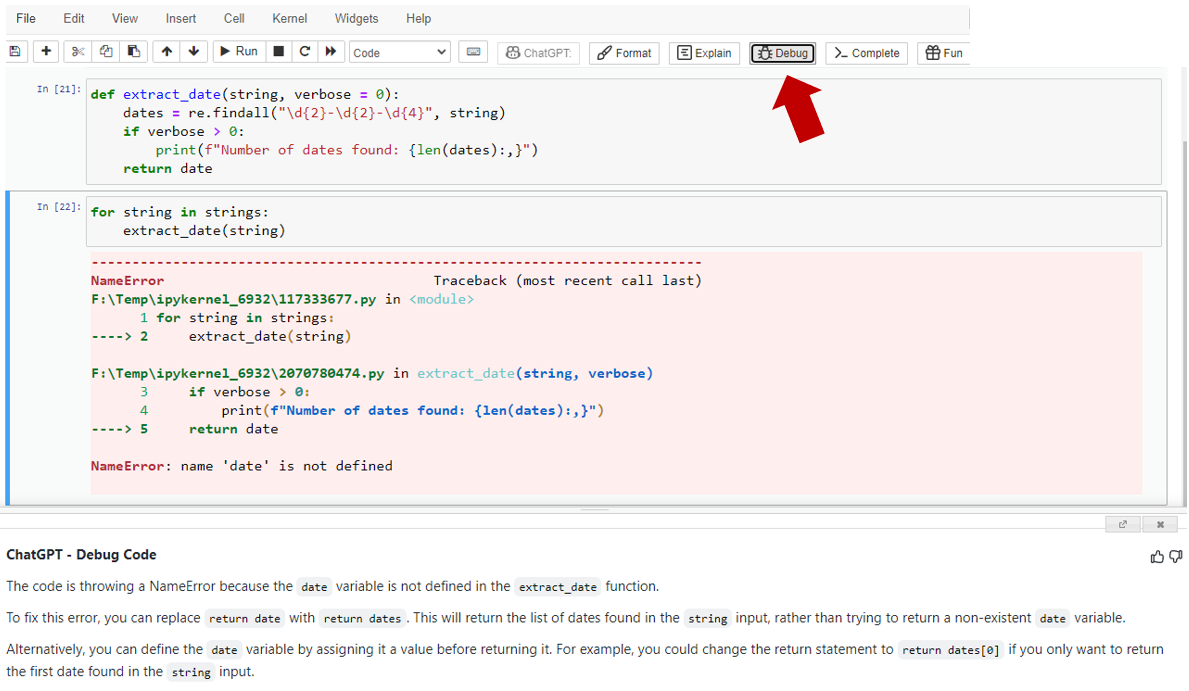 File Edit View Insert Cell Kernel Widgets Help
Run Code ChatGPT: Format Explain Debug Complete Fun
In [21]: def extract_date(string, verbose = 0):
dates = re.findall("\d{2}-\d{2}-\d{4}", string)
if verbose > 0:
print(f"Number of dates found: {len(dates):,}")
return date
In [22]: for string in strings:
extract_date(string)
---------------------------------------------------------------------------
NameError Traceback (most recent call last)
F:\Temp\ipykernel_6932\117333677.py in <module>
1 for string in strings:
----> 2 extract_date(string)
F:\Temp\ipykernel_6932\2070780474.py in extract_date(string, verbose)
3 if verbose > 0:
4 print(f"Number of dates found: {len(dates):,}")
----> 5 return date
NameError: name 'date' is not defined
ChatGPT - Debug Code
The code is throwing a NameError because the date variable is not defined in the extract_date function.
To fix this error, you can replace return date with return dates . This will return the list of dates found in the string input, rather than trying to return a non-existent date variable.
Alternatively, you can define the date variable by assigning it a value before returning it. For example, you could change the return statement to return dates[0] if you only want to return
the first date found in the string input.